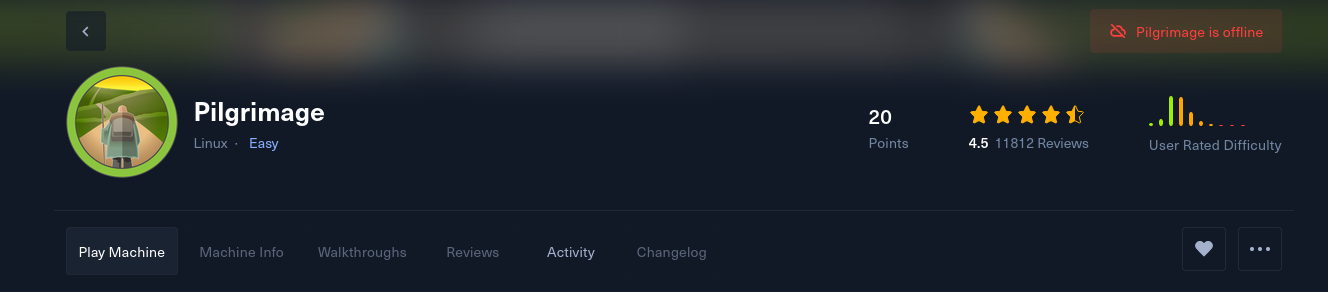 Pilgrimage is offline
Pilgrimage
Linux · Easy
20
Points
4.5 11812 Reviews
User Rated Difficulty
Play Machine Machine Info Walkthroughs Reviews Activity Changelog